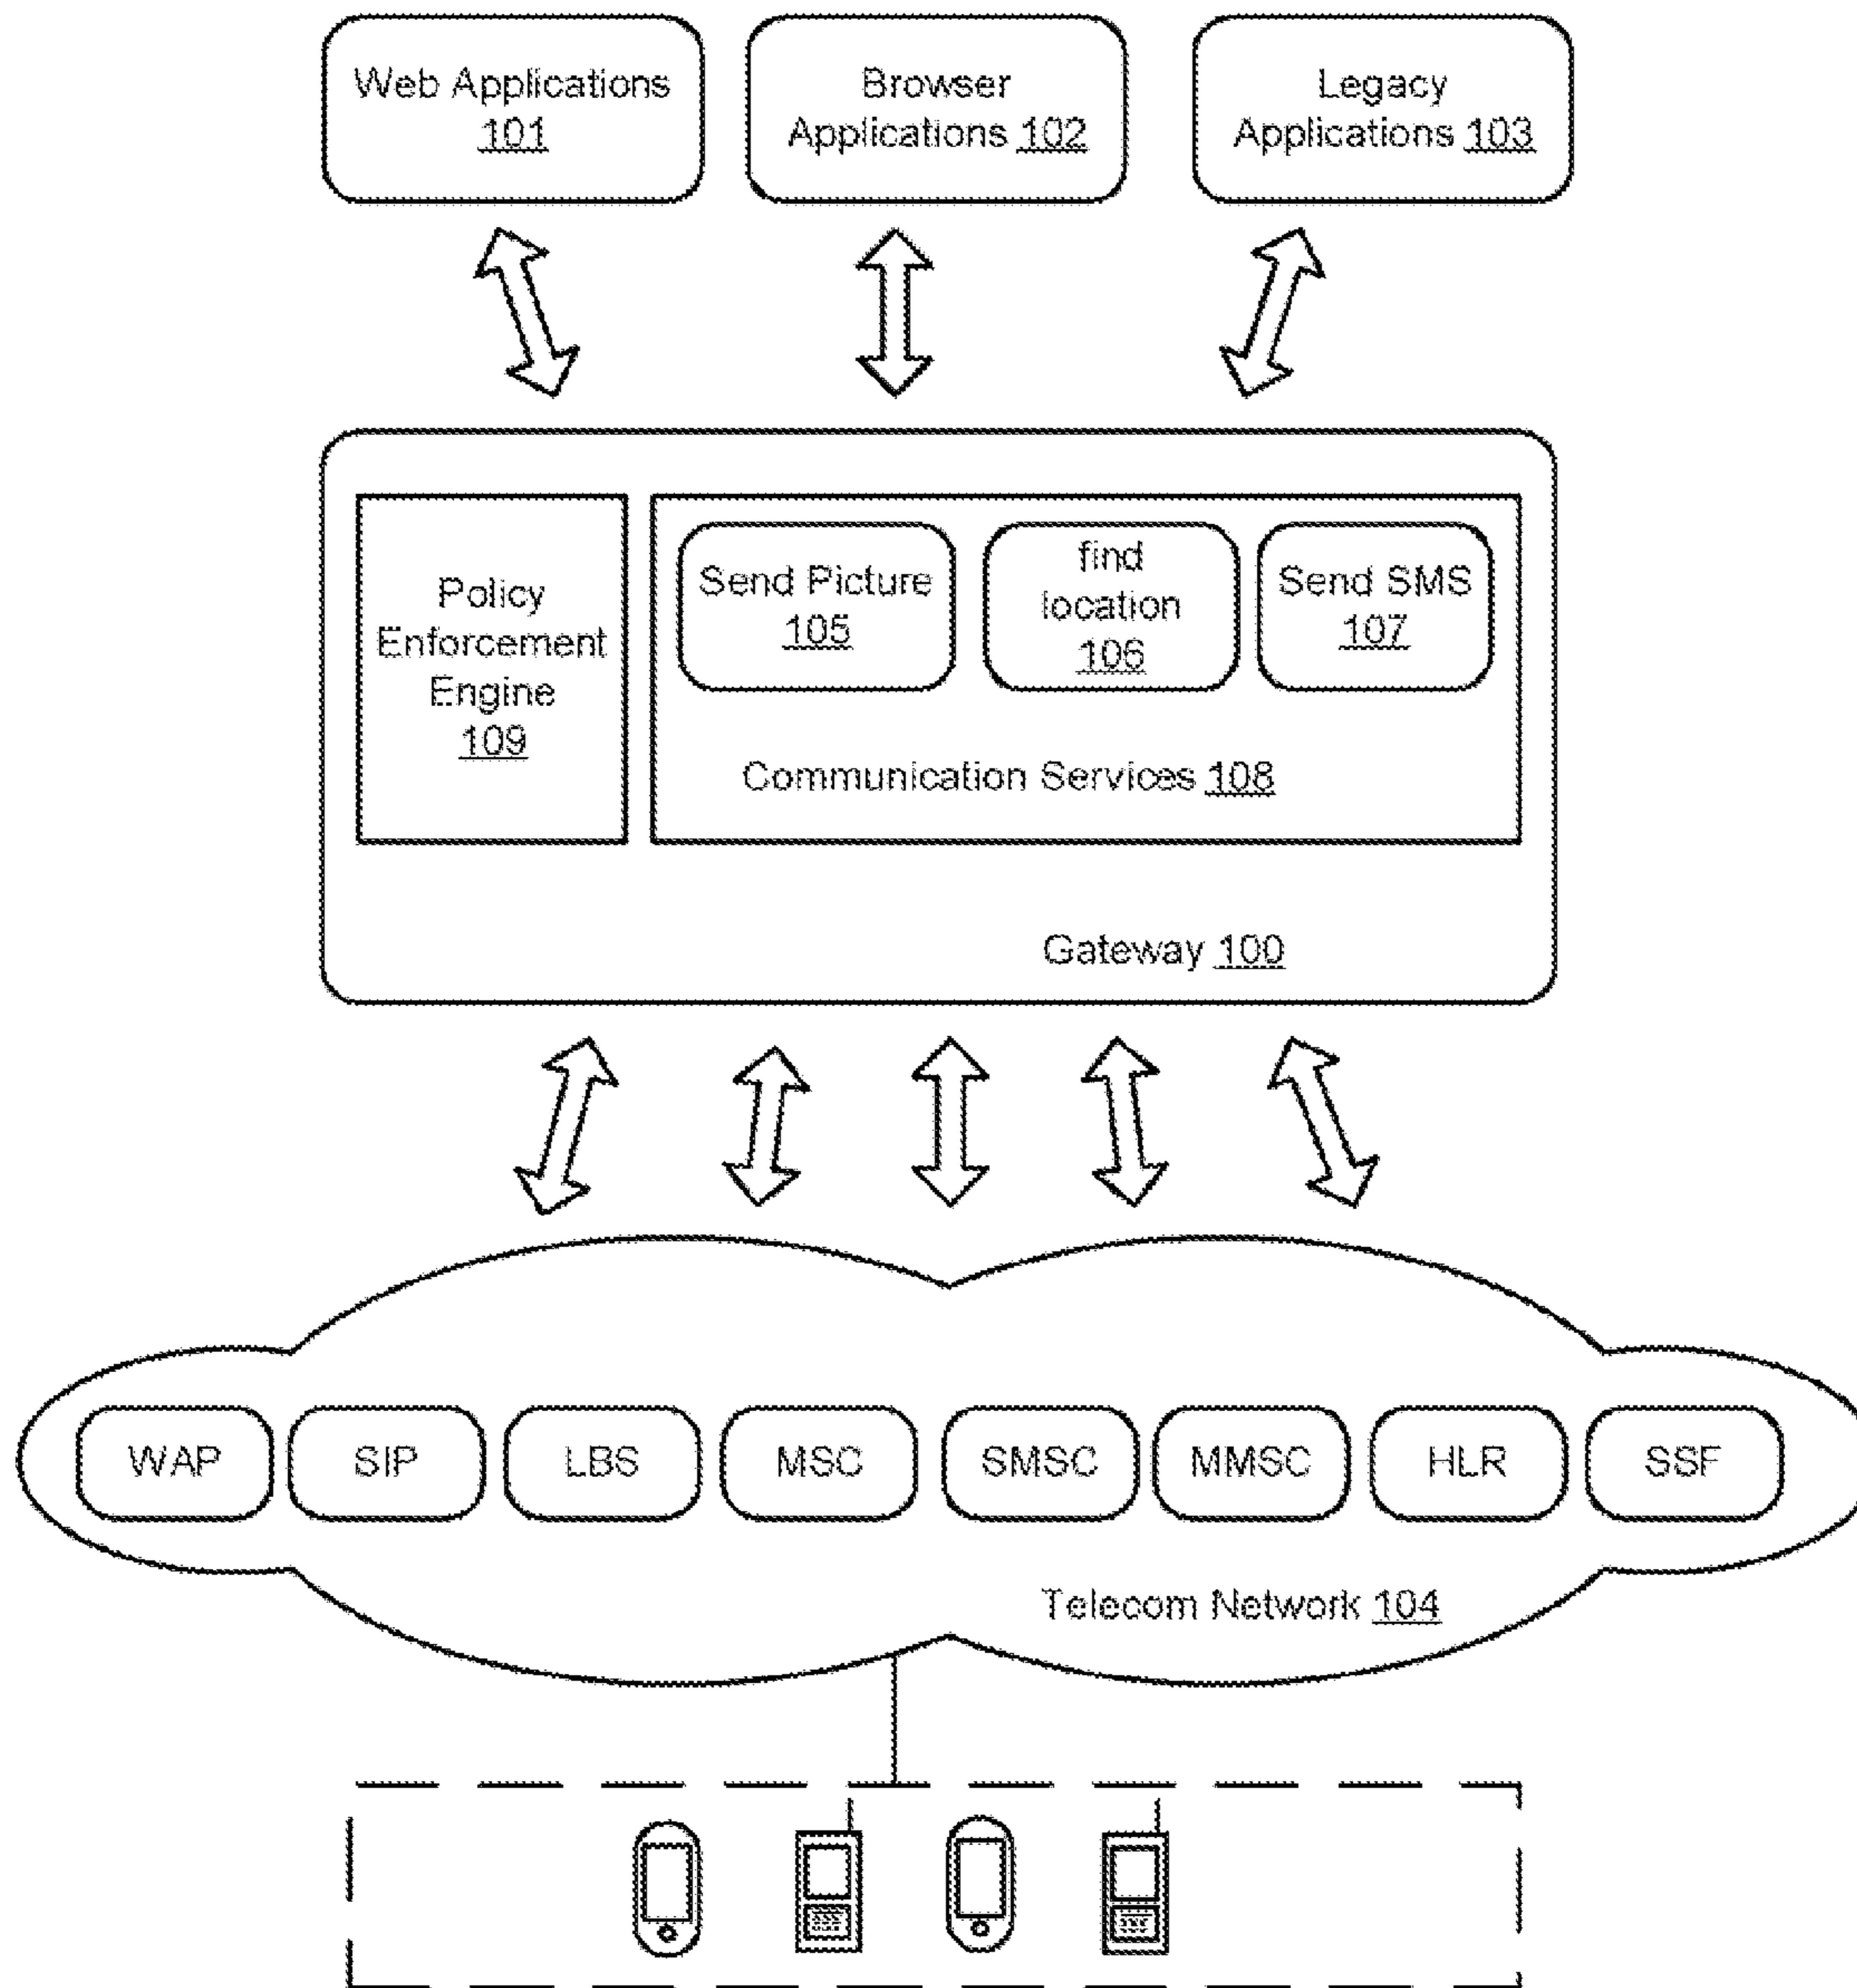 Web Applications
101
Browser
Applications 102
Legacy
Applications 103
Policy
Enforcement
Engine
109
Send Picture
105
find
location
106
Send SMS
107
Communication Services 108
Gateway 100
WAP
SIP
LBS
MSC
SMSC
MMSC
HLR
SSF
Telecom Network 104